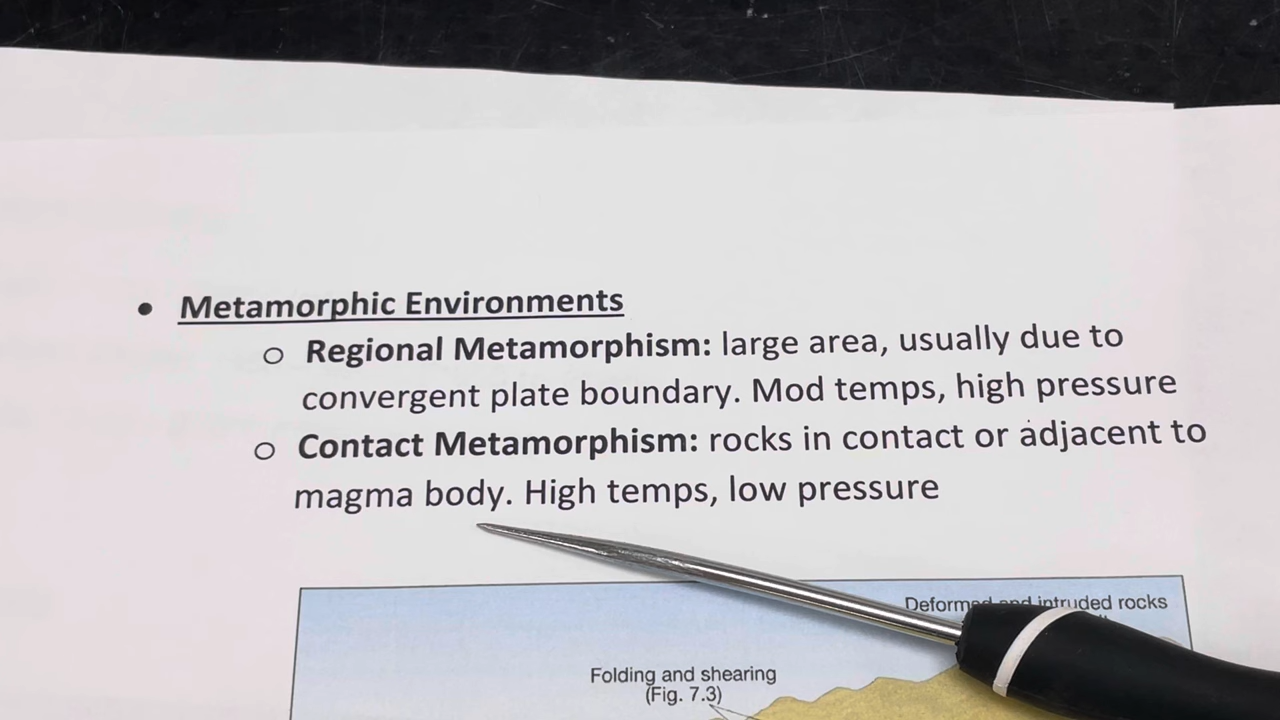 • Metamorphic Environments
o Regional Metamorphism: large area, usually due to
convergent plate boundary. Mod temps, high pressure
o Contact Metamorphism: rocks in contact or adjacent to
magma body. High temps, low pressure
Deformed and intruded rocks
Folding and shearing
(Fig. 7.3)